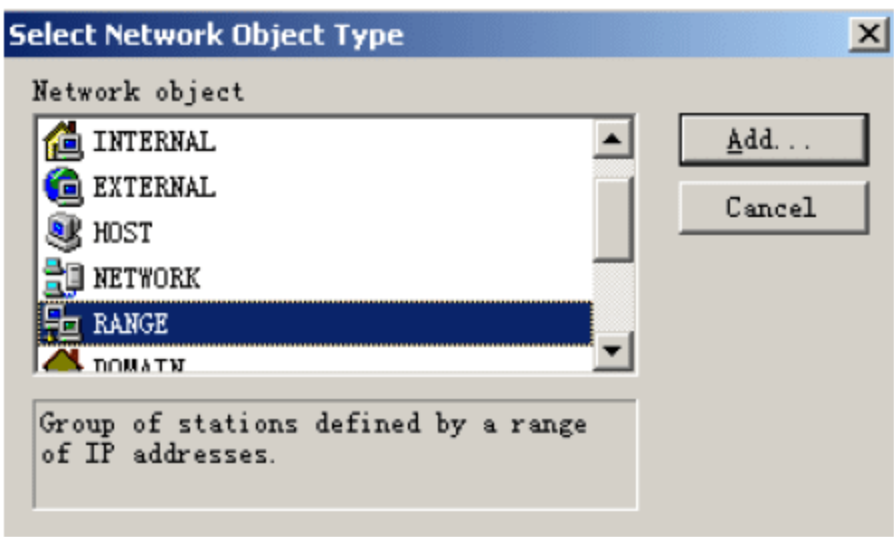 Select Network Object Type
Network object
INTERNAL
EXTERNAL
HOST
NETWORK
RANGE
DOMAIN
Add...
Cancel
Group of stations defined by a range
of IP addresses.